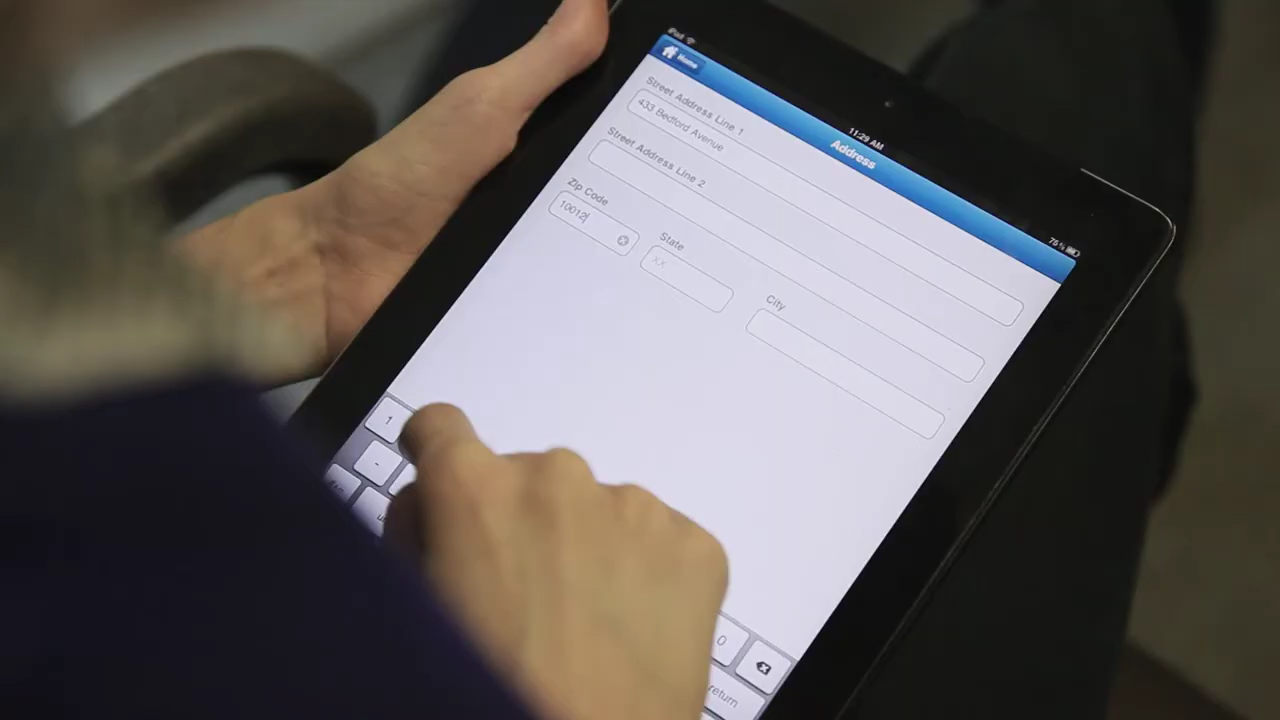 iPad
11:29 AM
75%
Home
Address
Street Address Line 1
433 Bedford Avenue
Street Address Line 2
Zip Code
10012
State
XX
City
1
-
0
return